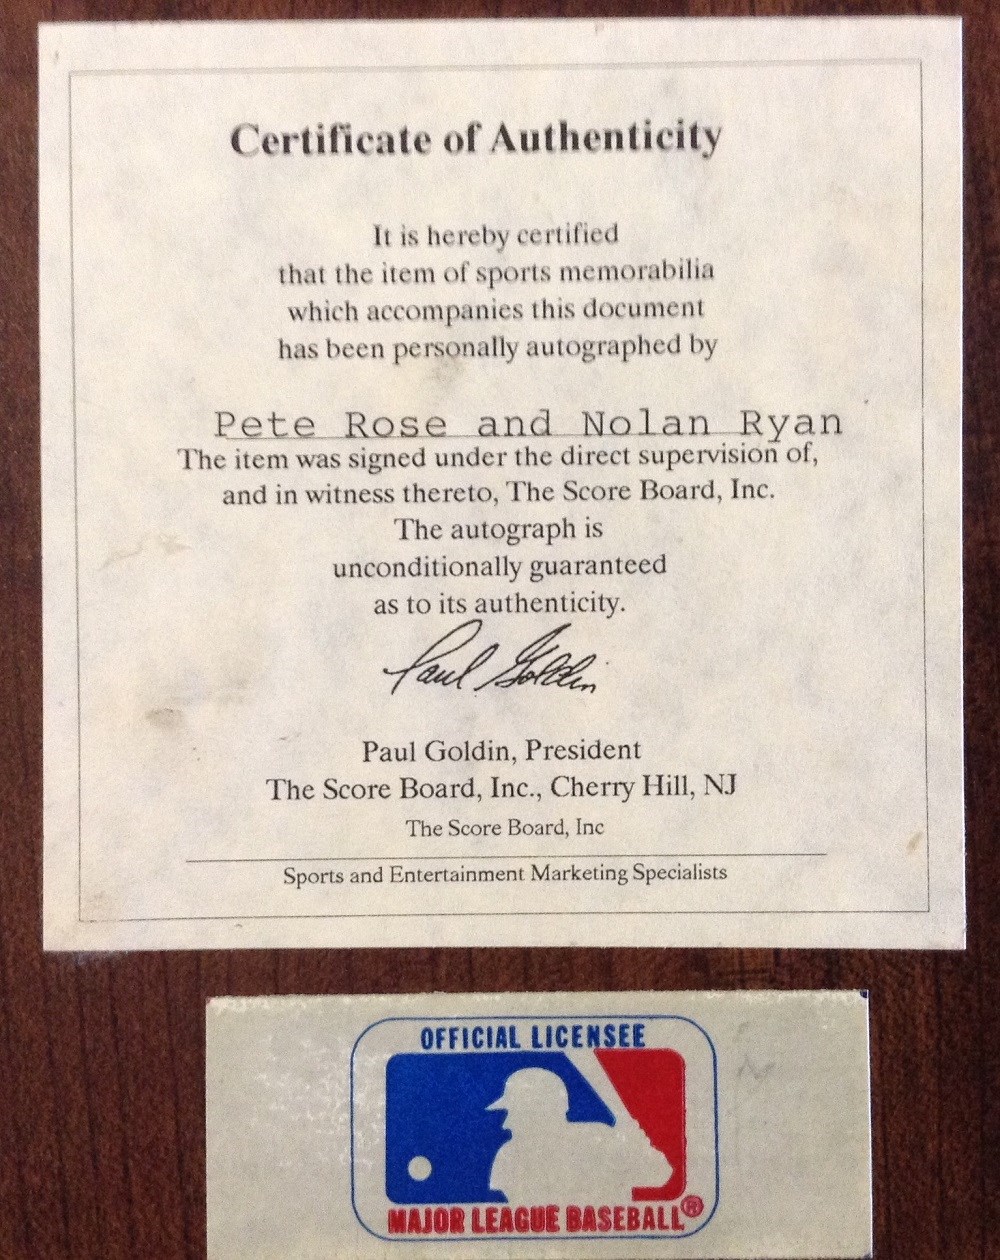 Certificate of Authenticity
It is hereby certified
that the item of sports memorabilia
which accompanies this document
has been personally autographed by
Pete Rose and Nolan Ryan
The item was signed under the direct supervision of,
and in witness thereto, The Score Board, Inc.
The autograph is
unconditionally guaranteed
as to its authenticity.
Paul Goldin
Paul Goldin, President
The Score Board, Inc., Cherry Hill, NJ
The Score Board, Inc
Sports and Entertainment Marketing Specialists
OFFICIAL LICENSEE
MAJOR LEAGUE BASEBALL®